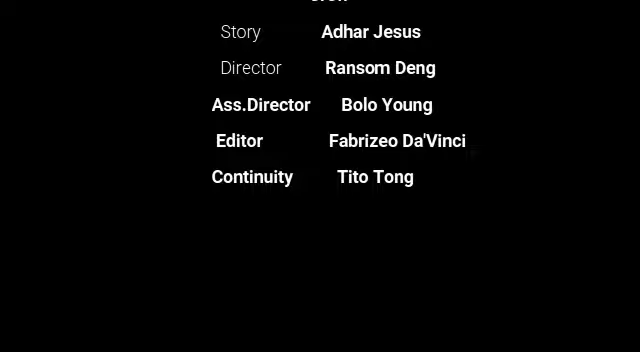 Story Adhar Jesus
Director Ransom Deng
Ass.Director Bolo Young
Editor Fabrizeo Da'Vinci
Continuity Tito Tong